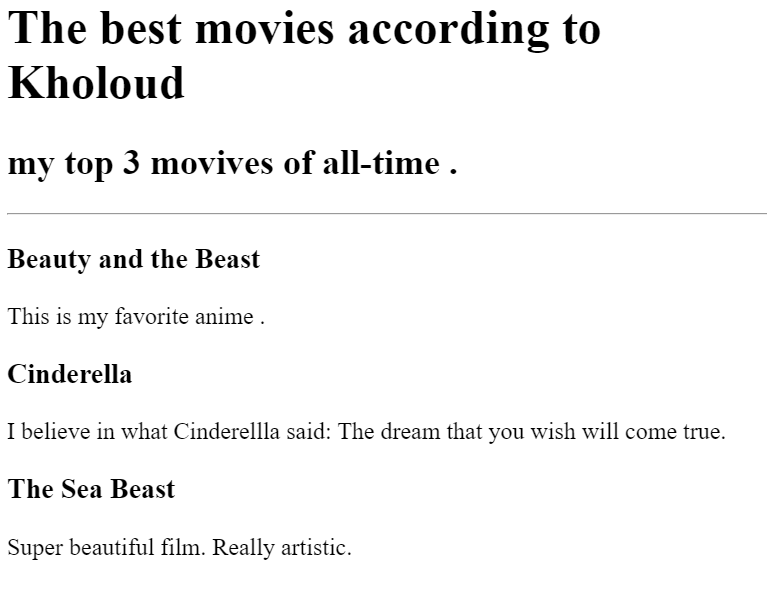 The best movies according to
Kholoud
my top 3 movives of all-time .
Beauty and the Beast
This is my favorite anime .
Cinderella
I believe in what Cinderellla said: The dream that you wish will come true.
The Sea Beast
Super beautiful film. Really artistic.